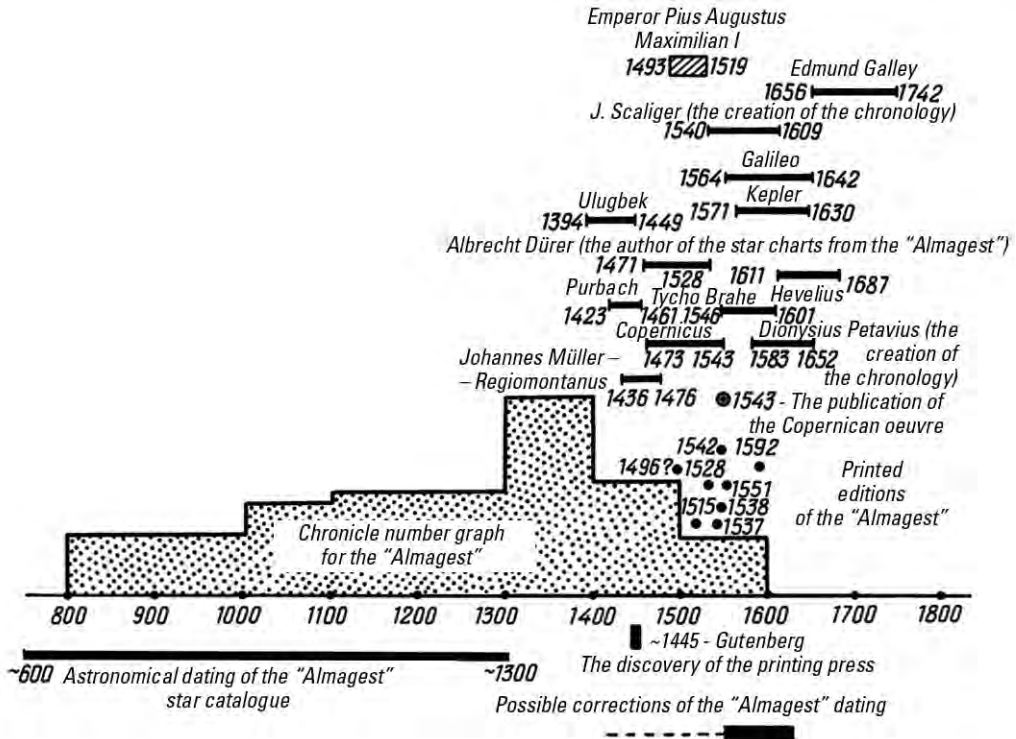 Emperor Pius Augustus
Maximilian I
1493 1519
Edmund Galley
1656 1742
J. Scaliger (the creation of the chronology)
1540 1609
Galileo
1564 1642
Ulugbek
Kepler
1394 1449
1571 1630
Albrecht Dürer (the author of the star charts from the “Almagest”)
1471 1528
1611 1687
Purbach
Tycho Brahe
Hevelius
1423 1461
1546 1601
Copernicus
Dionysius Petavius (the
creation of
the chronology)
1473 1543
1583 1652
Johannes Müller –
– Regiomontanus
1436 1476
1543 - The publication of
the Copernican oeuvre
1542 1592
1496? 1528
1551
1515 1538
1537
Printed
editions
of the “Almagest”
Chronicle number graph
for the “Almagest”
800 900 1000 1100 1200 1300 1400 1500 1600 1700 1800
~1445 - Gutenberg
The discovery of the printing press
~600 ~1300
Astronomical dating of the “Almagest”
star catalogue
Possible corrections of the “Almagest” dating